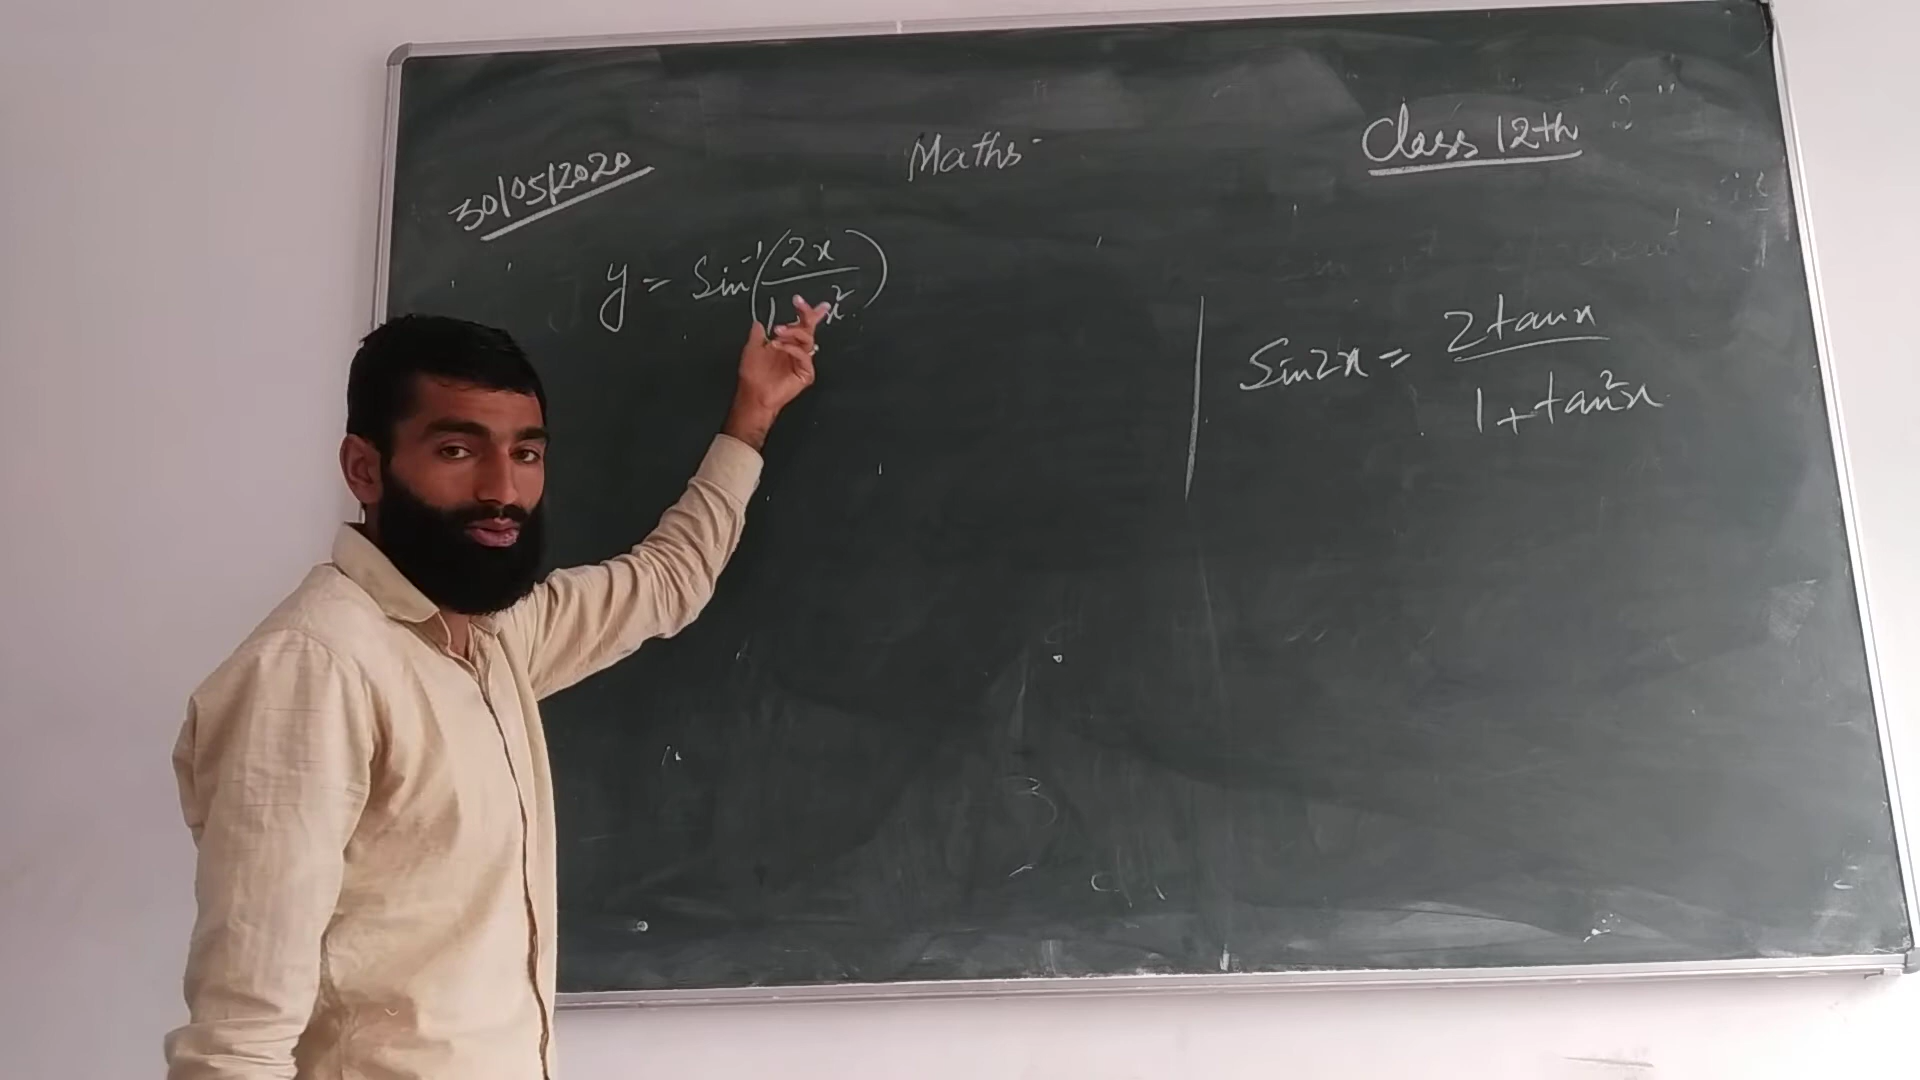 30/05/2020 Maths Class 12th
y = Sin⁻¹(2x/1+x²)
Sin2x = 2tanx/1+tan²x